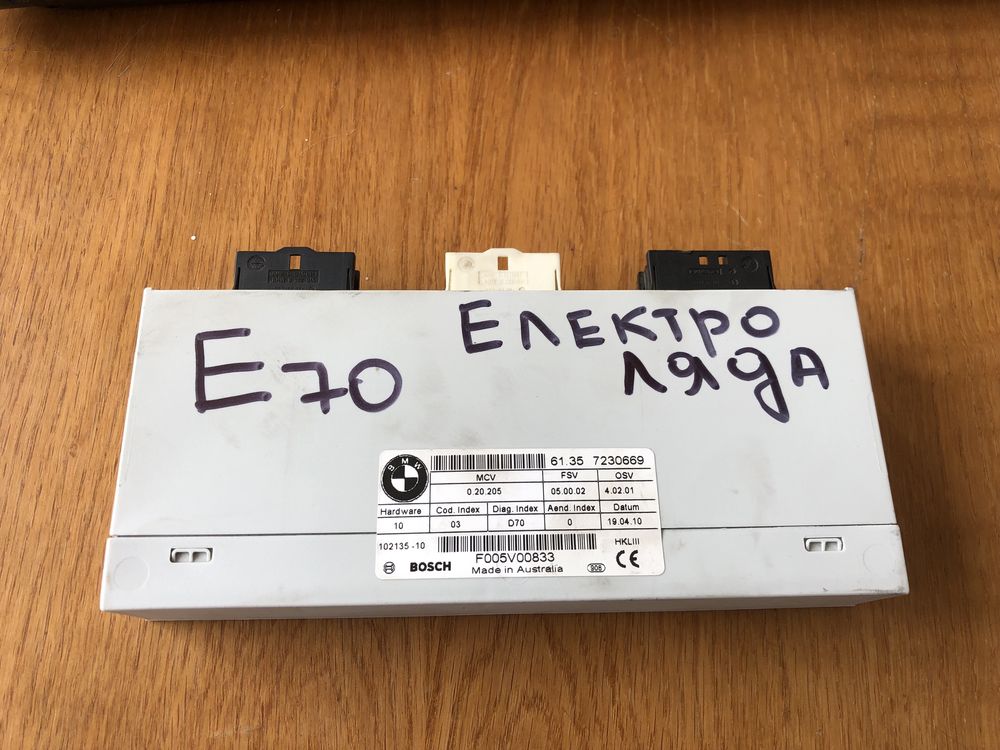 E70
ЕЛЕКТРО
ЛЯДА
BMW
61.35 7230669
MCV FSV OSV
0.20.205 05.00.02 4.02.01
Hardware Cod. Index Diag. Index Aend. Index Datum
10 03 D70 0 19.04.10
102135-10 HKLIII
F005V00833
BOSCH Made in Australia CE